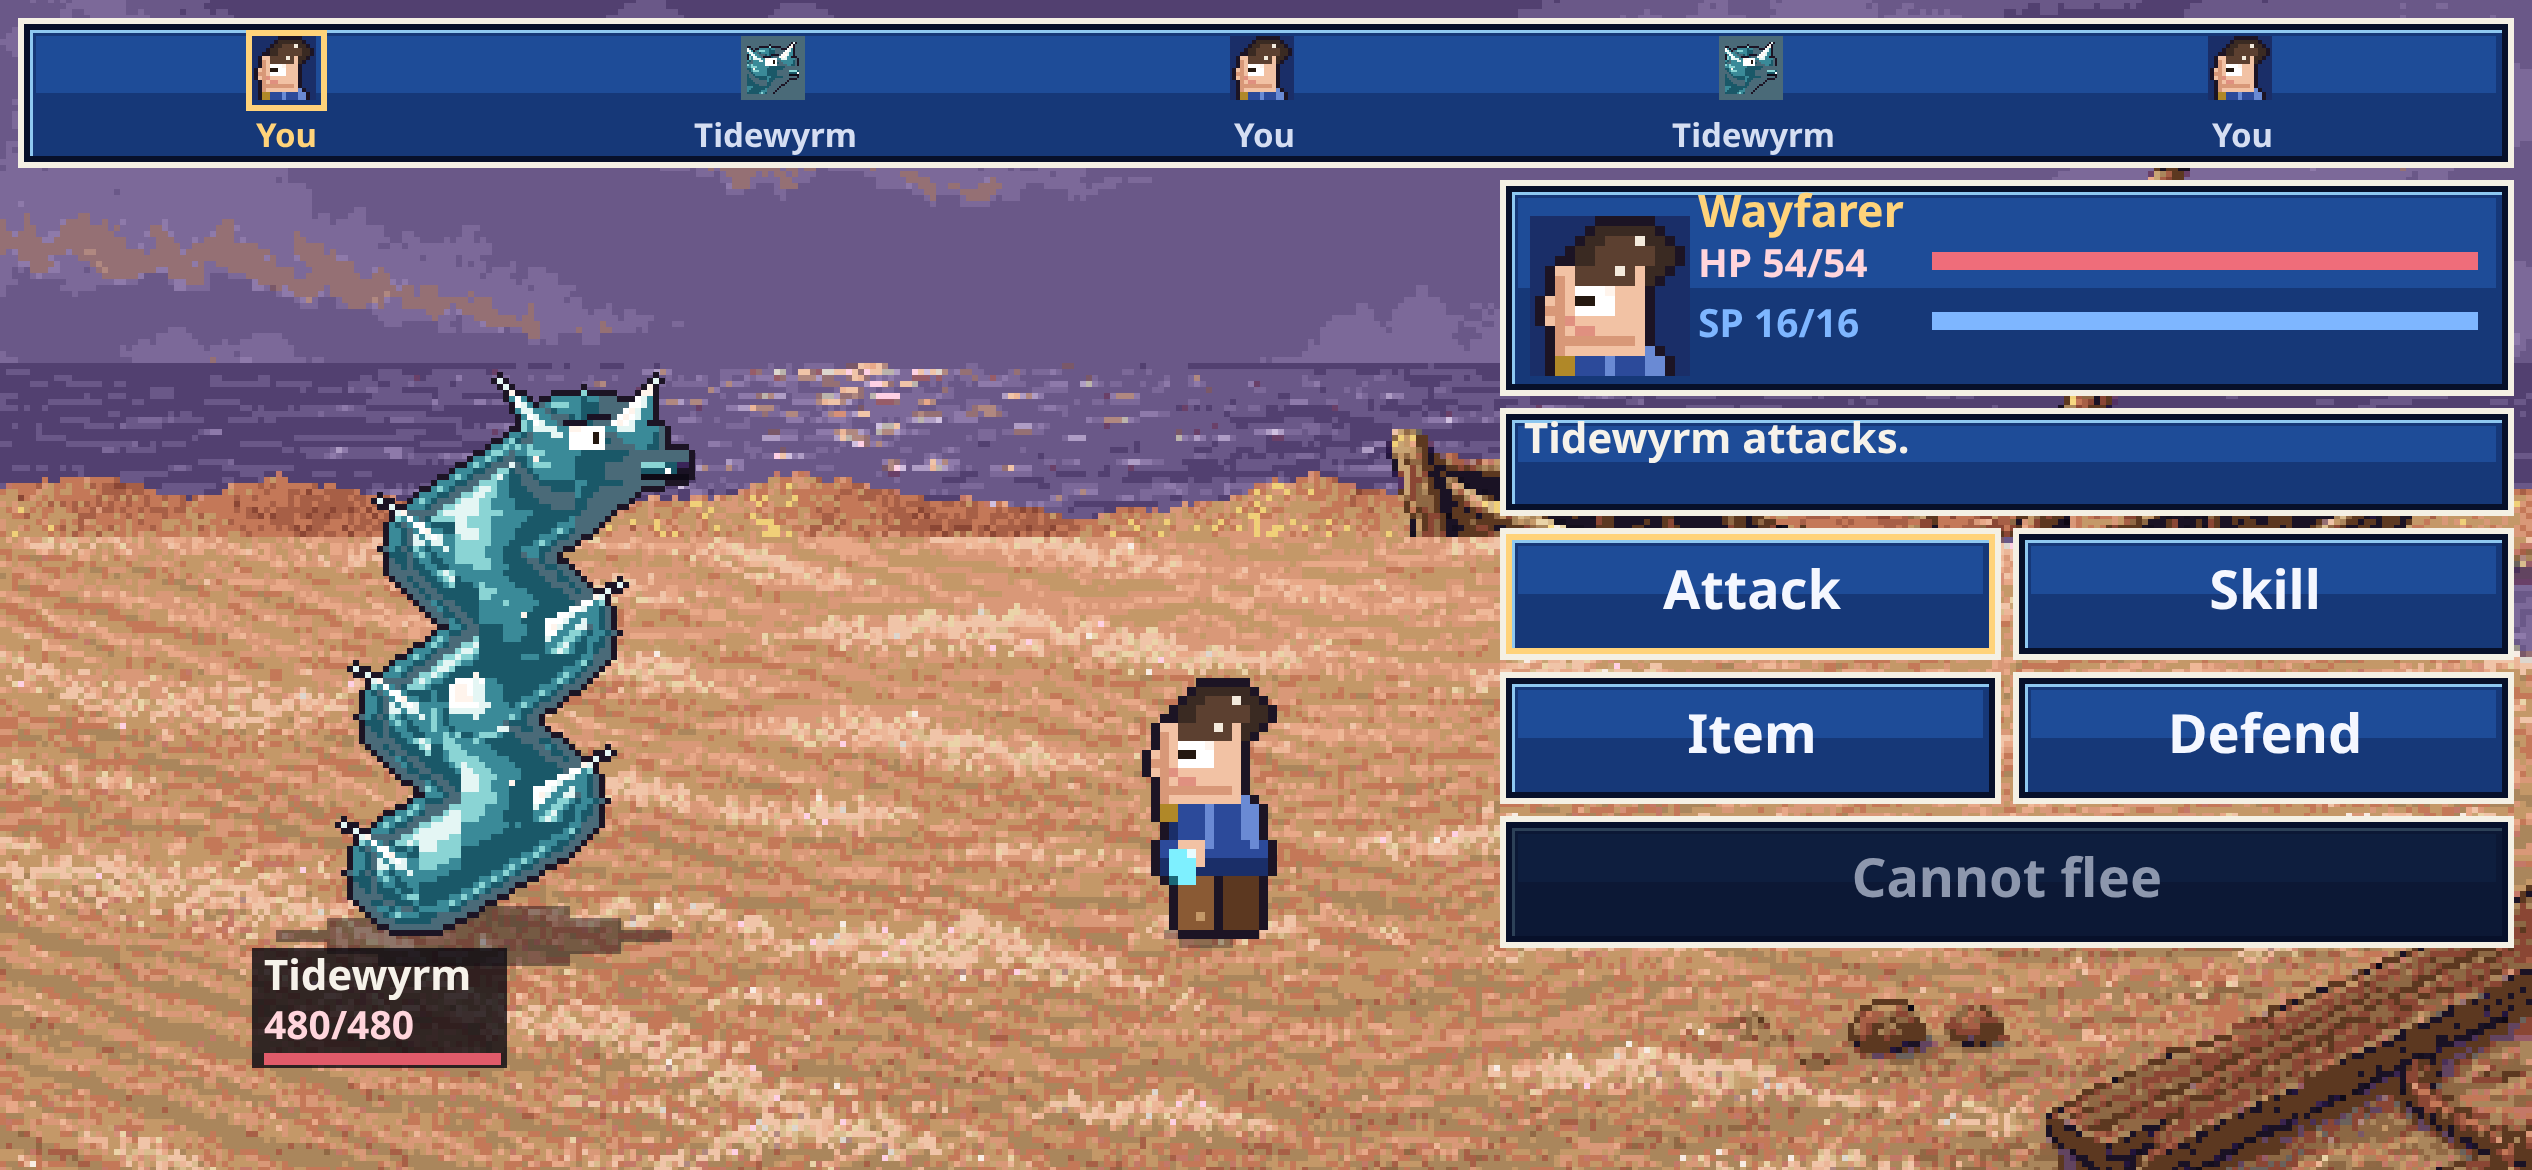 You
Tidewyrm
You
Tidewyrm
You
Wayfarer
HP 54/54
SP 16/16
Tidewyrm attacks.
Attack
Skill
Item
Defend
Cannot flee
Tidewyrm
480/480